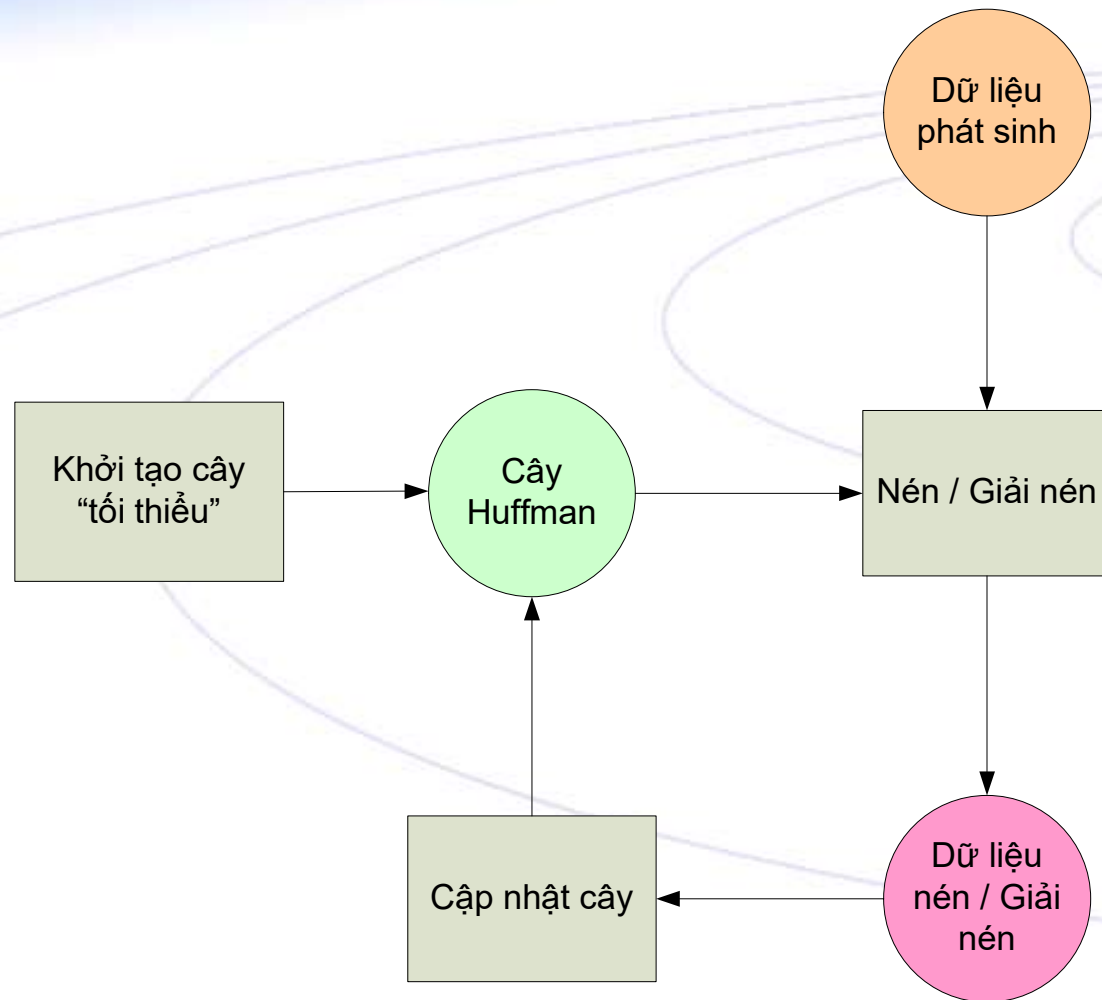 Dữ liệu
phát sinh
Khởi tạo cây
“tối thiểu”
Cây
Huffman
Nén / Giải nén
Cập nhật cây
Dữ liệu
nén / Giải
nén